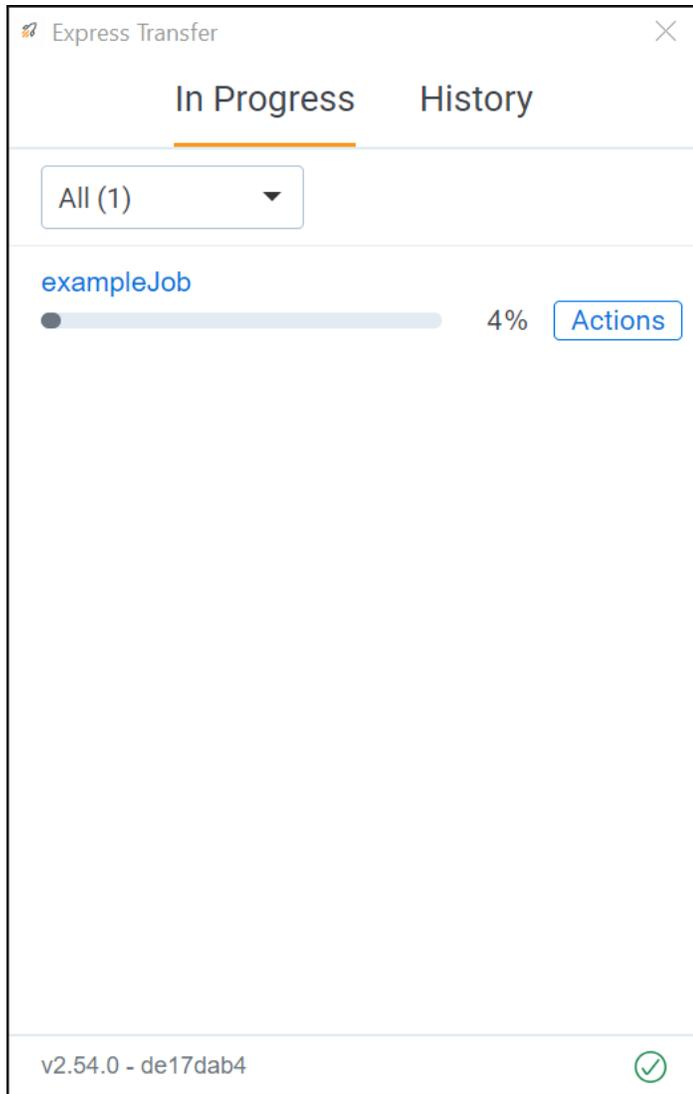 Express Transfer
In Progress History
All (1)
exampleJob
4% Actions
v2.54.0 - de17dab4